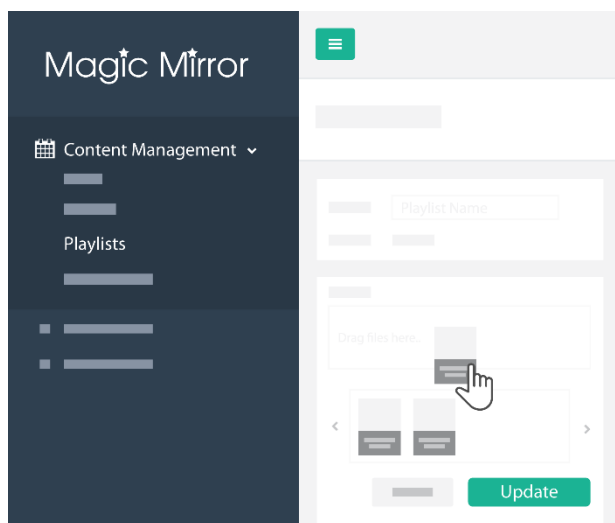 Magic Mirror
Content Management
Playlists
Playlist Name
Drag files here..
Update